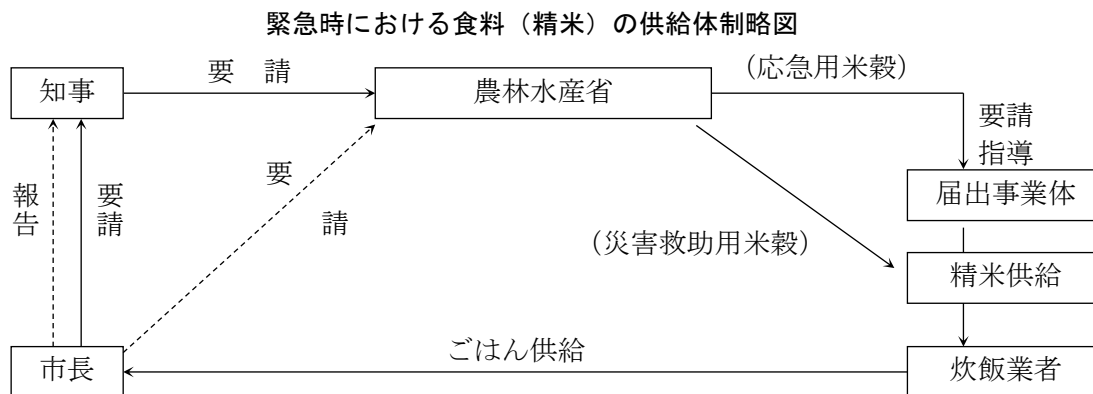 緊急時における食料（精米）の供給体制略図
知事
要　請
農林水産省
（応急用米穀）
要請
指導
届出事業体
報告
要請
要
請
（災害救助用米穀）
精米供給
市長
ごはん供給
炊飯業者